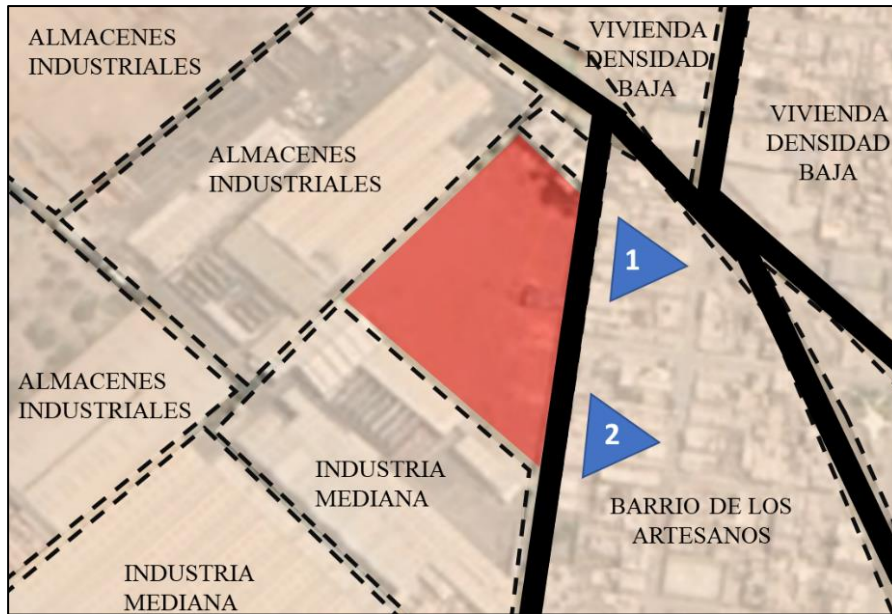 ALMACENES
INDUSTRIALES
VIVIENDA
DENSIDAD
BAJA
VIVIENDA
DENSIDAD
BAJA
ALMACENES
INDUSTRIALES
1
ALMACENES
INDUSTRIALES
2
INDUSTRIA
MEDIANA
BARRIO DE LOS
ARTESANOS
INDUSTRIA
MEDIANA